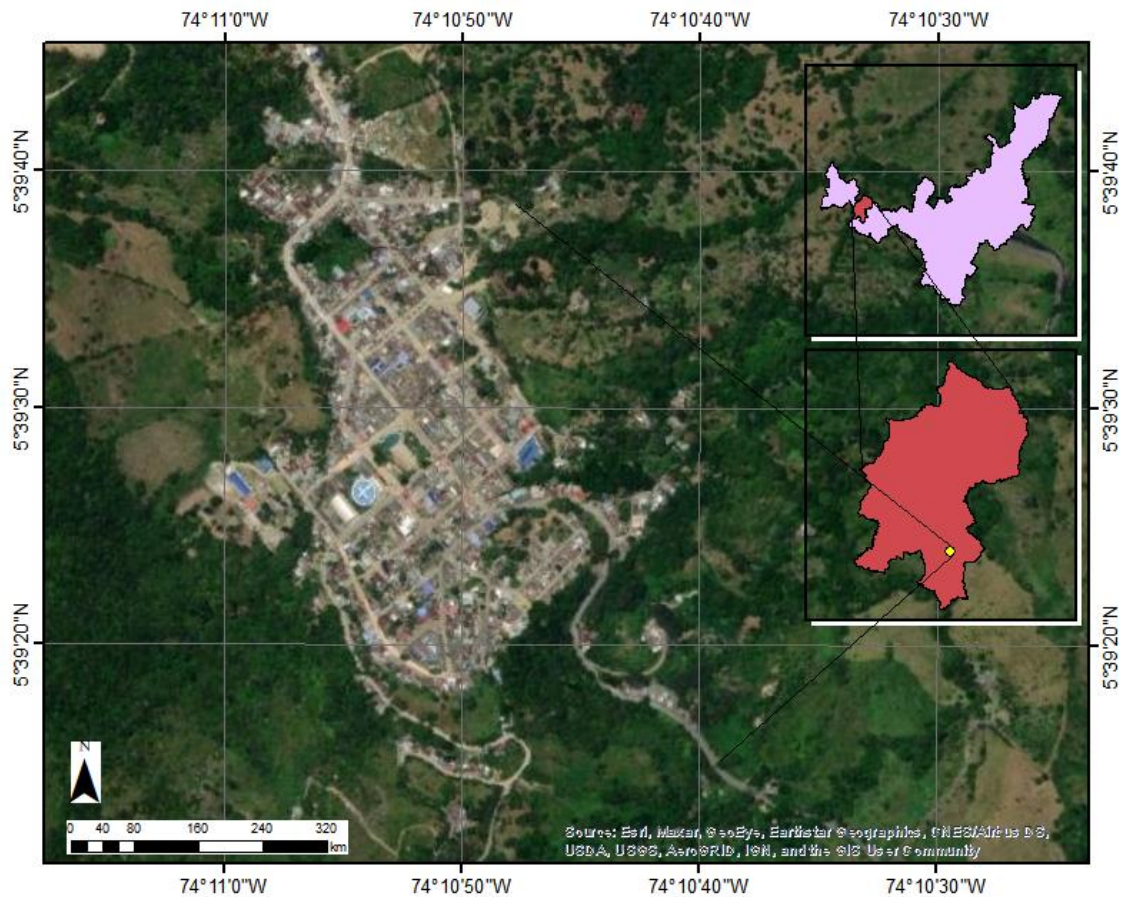 74°11'0"W 74°10'50"W 74°10'40"W 74°10'30"W
5°39'40"N 5°39'40"N
5°39'30"N 5°39'30"N
5°39'20"N 5°39'20"N
N
0 40 80 160 240 320
km
Source: Esri, Maxar, GeoEye, Earthstar Geographics, CNES/Airbus DS,
USDA, USGS, AeroGRID, IGN, and the GIS User Community
74°11'0"W 74°10'50"W 74°10'40"W 74°10'30"W